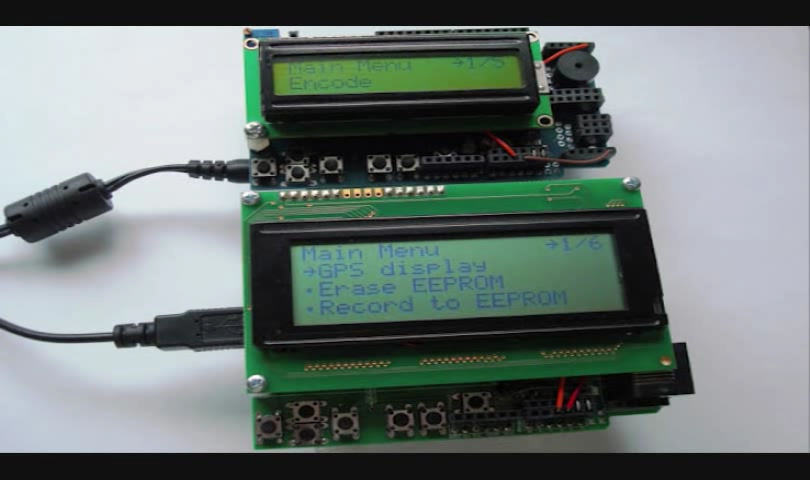 Main Menu →1/5
Encode
Main Menu →1/6
→GPS display
•Erase EEPROM
•Record to EEPROM